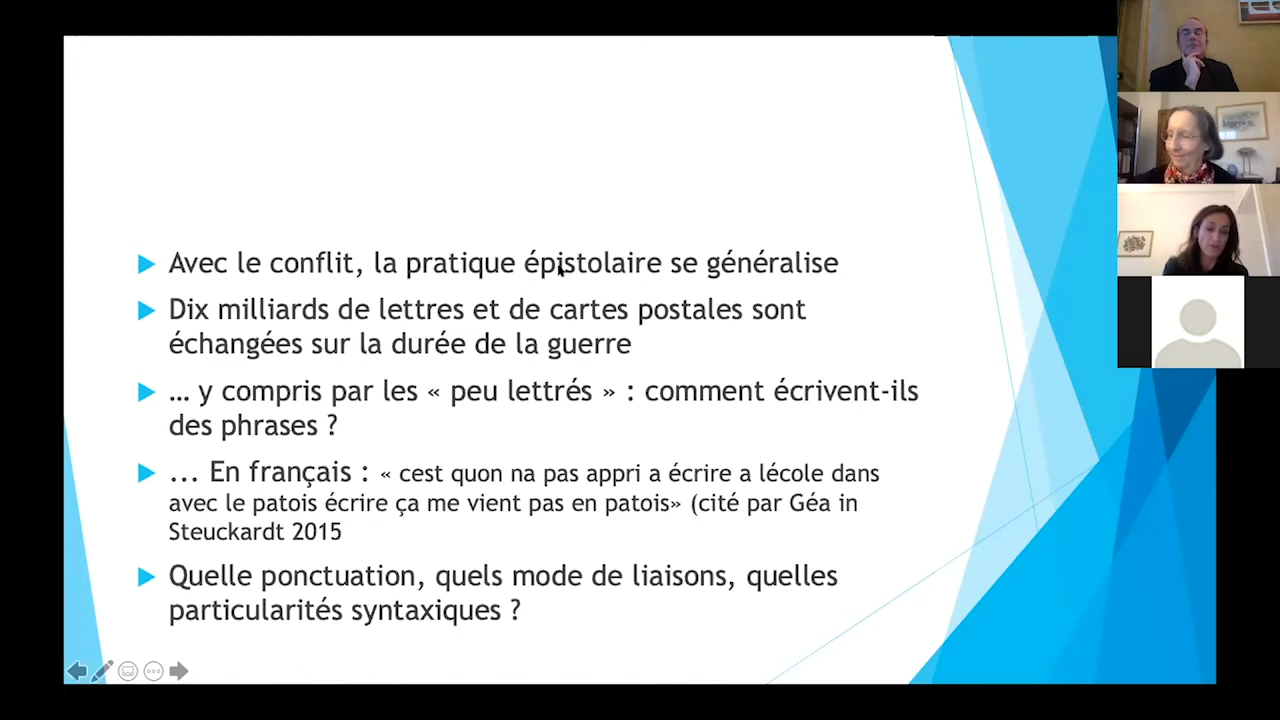 Avec le conflit, la pratique épistolaire se généralise
Dix milliards de lettres et de cartes postales sont
échangées sur la durée de la guerre
… y compris par les « peu lettrés » : comment écrivent-ils
des phrases ?
... En français : « cest quon na pas appri a écrire a lécole dans
avec le patois écrire ça me vient pas en patois» (cité par Géa in
Steuckardt 2015
Quelle ponctuation, quels mode de liaisons, quelles
particularités syntaxiques ?